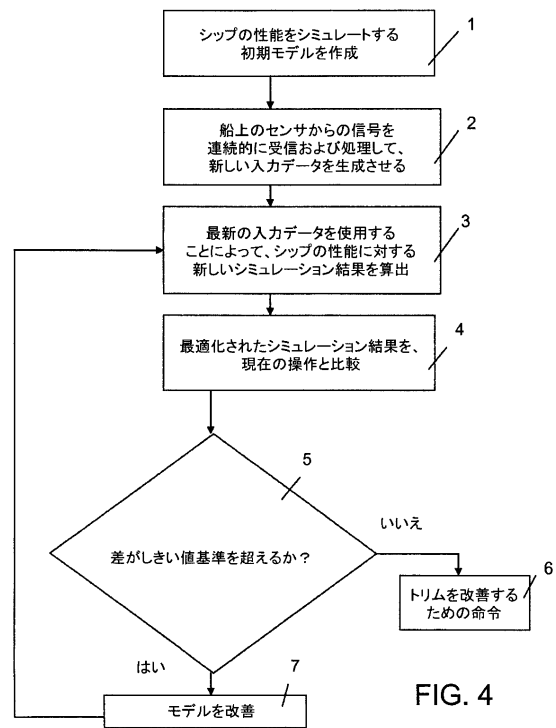 シップの性能をシミュレートする
初期モデルを作成
1
船上のセンサからの信号を
連続的に受信および処理して、
新しい入力データを生成させる
2
最新の入力データを使用する
ことによって、シップの性能に対する
新しいシミュレーション結果を算出
3
最適化されたシミュレーション結果を、
現在の操作と比較
4
5
差がしきい値基準を超えるか？
いいえ
トリムを改善する
ための命令
6
はい
モデルを改善
7
FIG. 4